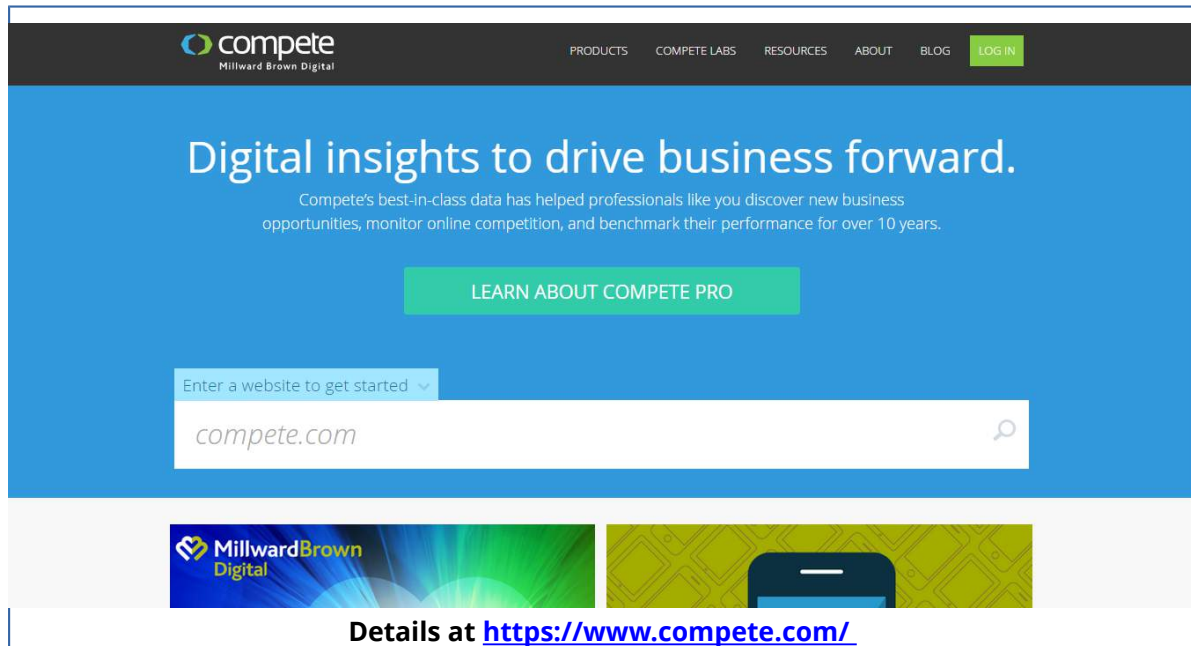 compete
Millward Brown Digital
PRODUCTS COMPETE LABS RESOURCES ABOUT BLOG LOG IN
Digital insights to drive business forward.
Compete's best-in-class data has helped professionals like you discover new business
opportunities, monitor online competition, and benchmark their performance for over 10 years.
LEARN ABOUT COMPETE PRO
Enter a website to get started
compete.com
MillwardBrown
Digital
Details at https://www.compete.com/